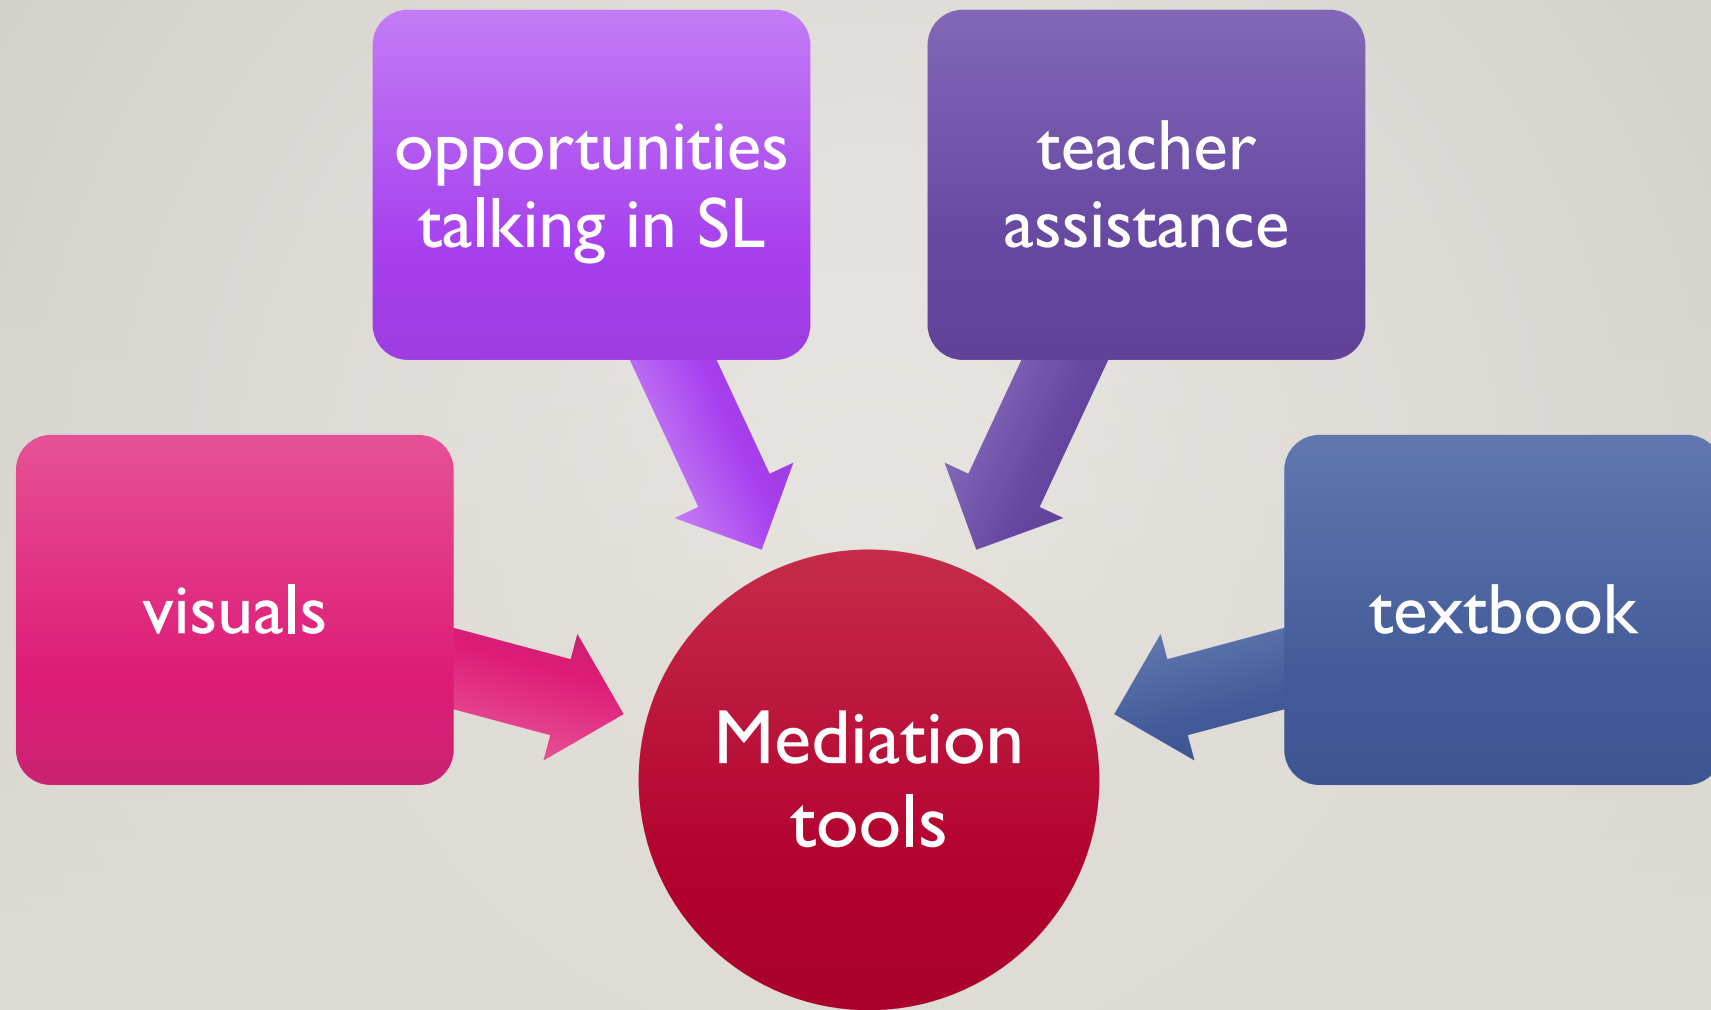 opportunities
talking in SL
teacher
assistance
visuals
textbook
Mediation
tools